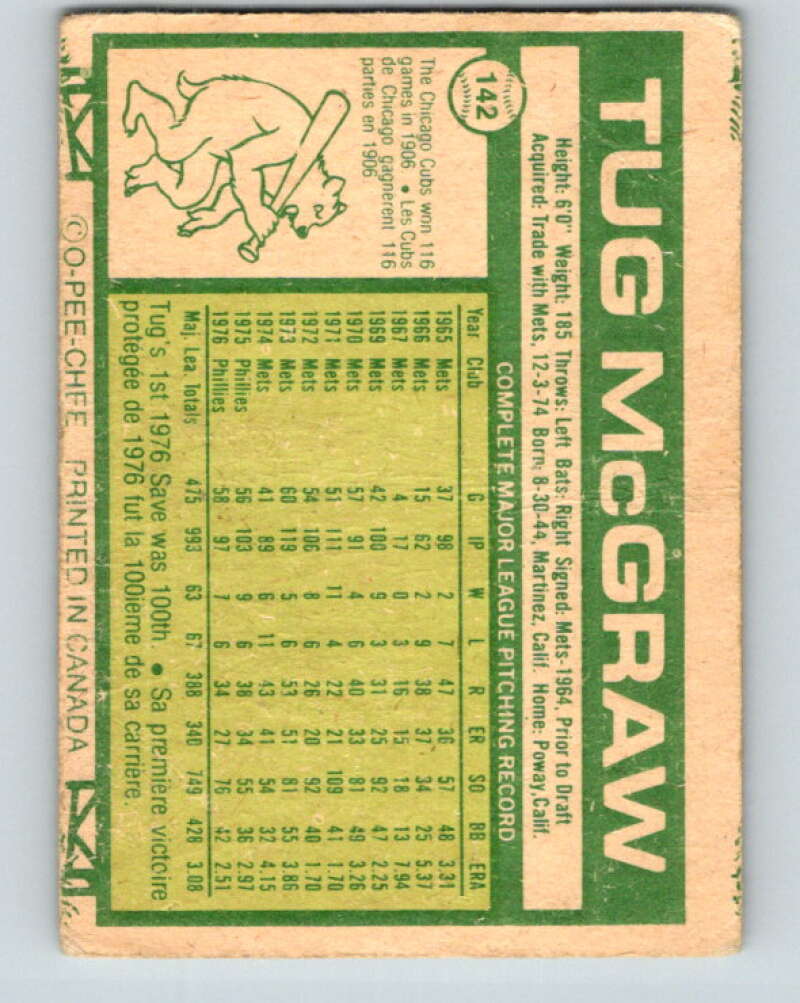 TUG McGRAW
Height: 6'0" Weight: 185 Throws: Left Bats: Right Signed: Mets-1964, Prior to Draft
Acquired: Trade with Mets, 12-3-74 Born: 8-30-44, Martinez, Calif. Home: Poway, Calif.
142
The Chicago Cubs won 116
games in 1906 • Les Cubs
de Chicago gagnerent 116
parties en 1906
COMPLETE MAJOR LEAGUE PITCHING RECORD
Year Club G IP W L R ER SO BB ERA
1965 Mets 37 98 2 7 47 36 57 48 3.31
1966 Mets 15 62 2 9 38 37 34 25 5.37
1967 Mets 4 17 0 3 16 15 18 13 7.94
1969 Mets 42 100 9 3 31 25 92 47 2.25
1970 Mets 57 91 4 6 40 33 81 49 3.26
1971 Mets 51 111 11 4 22 21 109 41 1.70
1972 Mets 54 106 8 6 26 20 92 40 1.70
1973 Mets 60 119 5 6 53 51 81 55 3.86
1974 Mets 41 89 6 11 43 41 54 32 4.15
1975 Phillies 56 103 9 6 38 34 55 36 2.97
1976 Phillies 58 97 7 6 34 27 76 42 2.51
Maj. Lea. Totals 475 993 63 67 388 340 749 428 3.08
Tug's 1st 1976 Save was 100th. • Sa première victoire
protégée de 1976 fut la 100ieme de sa carrière.
©O-PEE-CHEE PRINTED IN CANADA